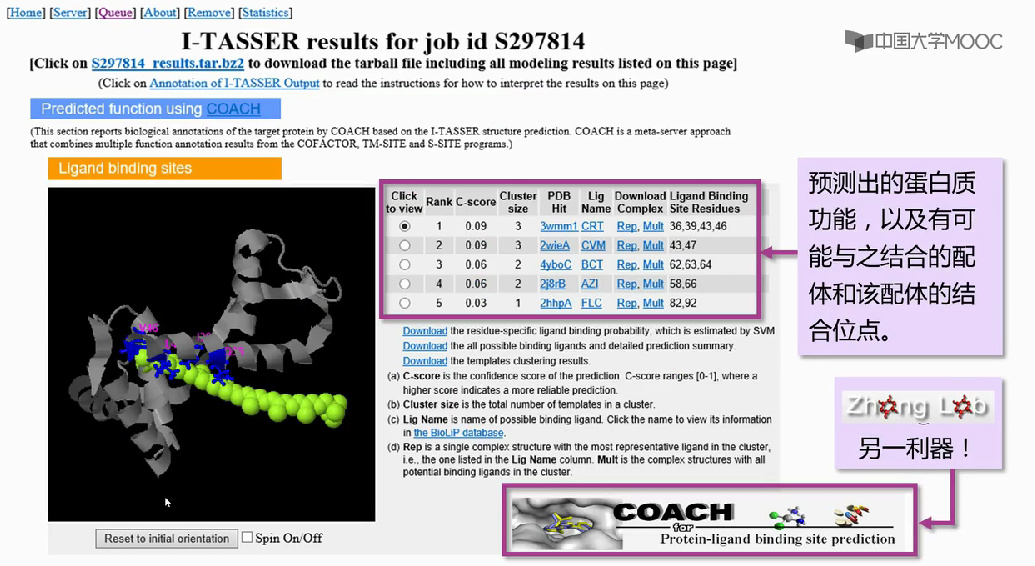 [Home] [Server] [Queue] [About] [Remove] [Statistics]
中国大学MOOC
I-TASSER results for job id S297814
[Click on S297814_results.tar.bz2 to download the tarball file including all modeling results listed on this page]
(Click on Annotation of I-TASSER Output to read the instructions for how to interpret the results on this page)
Predicted function using COACH
(This section reports biological annotations of the target protein by COACH based on the I-TASSER structure prediction. COACH is a meta-server approach
that combines multiple function annotation results from the COFACTOR, TM-SITE and S-SITE programs.)
Ligand binding sites
Click to view Rank C-score Cluster size PDB Hit Lig Name Download Complex Ligand Binding Site Residues
1 0.09 3 3wmm1 CRT Rep, Mult 36,39,43,46
2 0.09 3 2wieA CVM Rep, Mult 43,47
3 0.06 2 4yboC BCT Rep, Mult 62,63,64
4 0.06 2 2j8rB AZI Rep, Mult 58,66
5 0.03 1 2hhpA FLC Rep, Mult 82,92
Download the residue-specific ligand binding probability, which is estimated by SVM
Download the all possible binding ligands and detailed prediction summary.
Download the templates clustering results.
(a) C-score is the confidence score of the prediction. C-score ranges [0-1], where a
higher score indicates a more reliable prediction.
(b) Cluster size is the total number of templates in a cluster.
(c) Lig Name is name of possible binding ligand. Click the name to view its information
in the BioLiP database.
(d) Rep is a single complex structure with the most representative ligand in the cluster,
i.e., the one listed in the Lig Name column. Mult is the complex structures with all
potential binding ligands in the cluster.
Reset to initial orientation Spin On/Off
预测出的蛋白质
功能，以及有可
能与之结合的配
体和该配体的结
合位点。
Zhang Lab
另一利器！
COACH
for
Protein-ligand binding site prediction